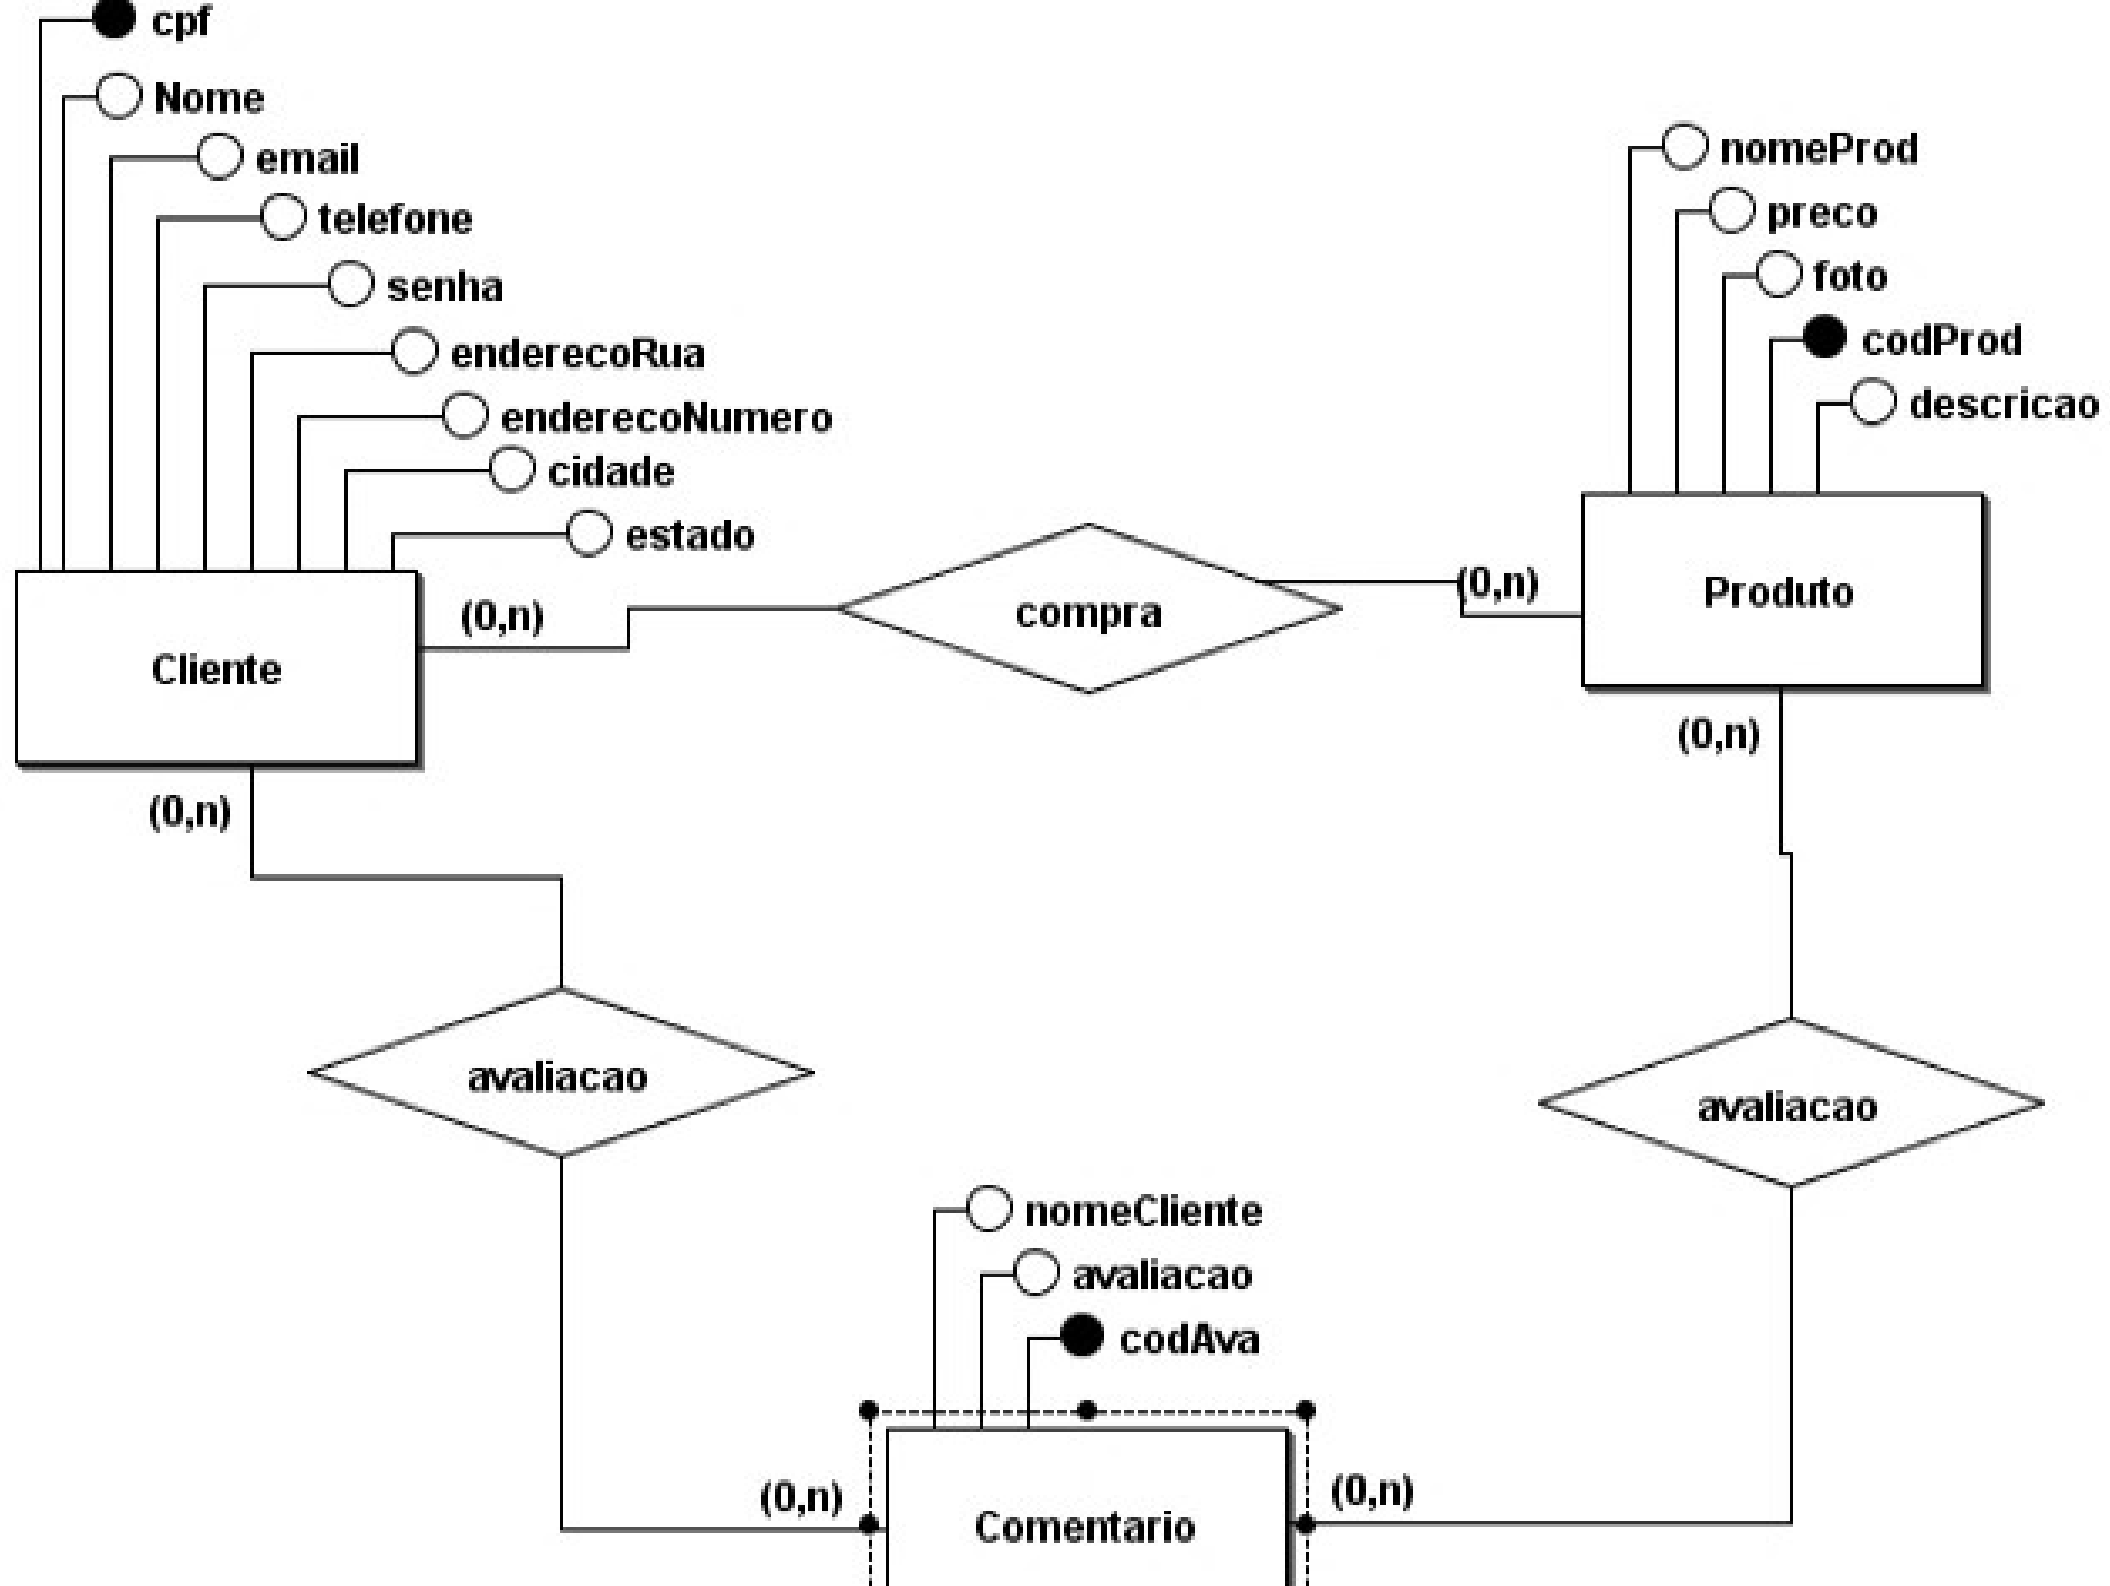 cpf
Nome
email
telefone
senha
enderecoRua
enderecoNumero
cidade
estado
nomeProd
preco
foto
codProd
descricao
Cliente
(0,n)
compra
(0,n)
Produto
(0,n)
(0,n)
avaliacao
avaliacao
nomeCliente
avaliacao
codAva
(0,n)
Comentario
(0,n)